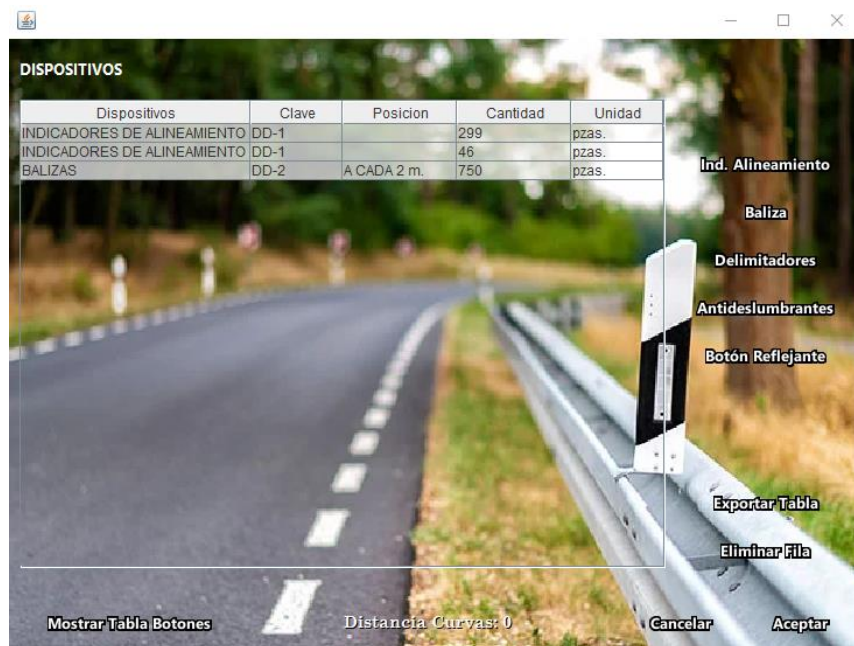 DISPOSITIVOS
Dispositivos Clave Posicion Cantidad Unidad
INDICADORES DE ALINEAMIENTO DD-1 299 pzas.
INDICADORES DE ALINEAMIENTO DD-1 46 pzas.
BALIZAS DD-2 A CADA 2 m. 750 pzas.
Ind. Alineamiento
Baliza
Delimitadores
Antideslumbrantes
Botón Reflejante
Exportar Tabla
Eliminar Fila
Mostrar Tabla Botones Distancia Curvas: 0 Cancelar Aceptar